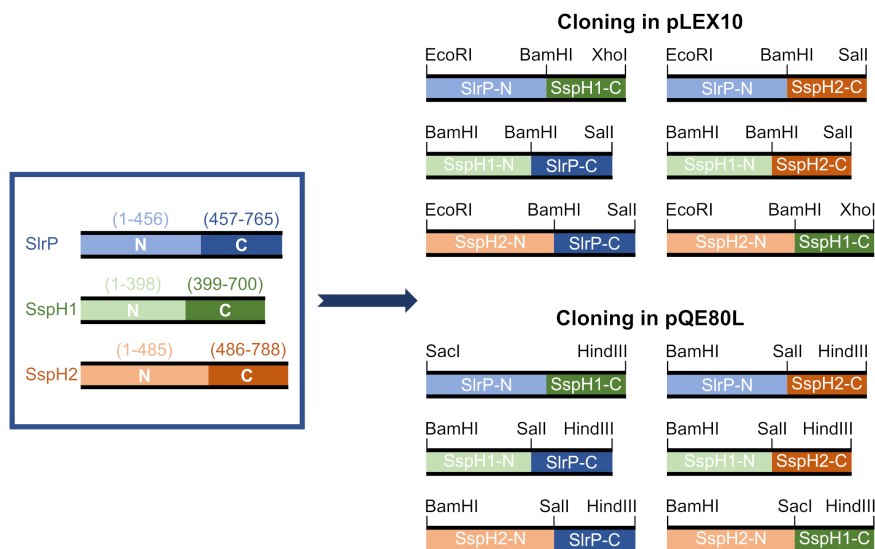 Cloning in pLEX10
EcoRI BamHI XhoI
SlrP-N SspH1-C
EcoRI BamHI SalI
SlrP-N SspH2-C
BamHI BamHI SalI
SspH1-N SlrP-C
BamHI BamHI SalI
SspH1-N SspH2-C
EcoRI BamHI SalI
SspH2-N SlrP-C
EcoRI BamHI XhoI
SspH2-N SspH1-C
(1-456) (457-765)
SlrP N C
(1-398) (399-700)
SspH1 N C
(1-485) (486-788)
SspH2 N C
Cloning in pQE80L
SacI HindIII
SlrP-N SspH1-C
BamHI SalI HindIII
SlrP-N SspH2-C
BamHI SalI HindIII
SspH1-N SlrP-C
BamHI SalI HindIII
SspH1-N SspH2-C
BamHI SalI HindIII
SspH2-N SlrP-C
BamHI SacI HindIII
SspH2-N SspH1-C